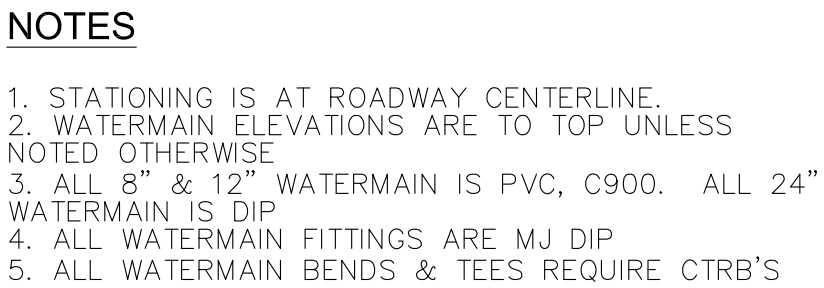 NOTES
1. STATIONING IS AT ROADWAY CENTERLINE.
2. WATERMAIN ELEVATIONS ARE TO TOP UNLESS
NOTED OTHERWISE
3. ALL 8” & 12” WATERMAIN IS PVC, C900. ALL 24”
WATERMAIN IS DIP
4. ALL WATERMAIN FITTINGS ARE MJ DIP
5. ALL WATERMAIN BENDS & TEES REQUIRE CTRB’S